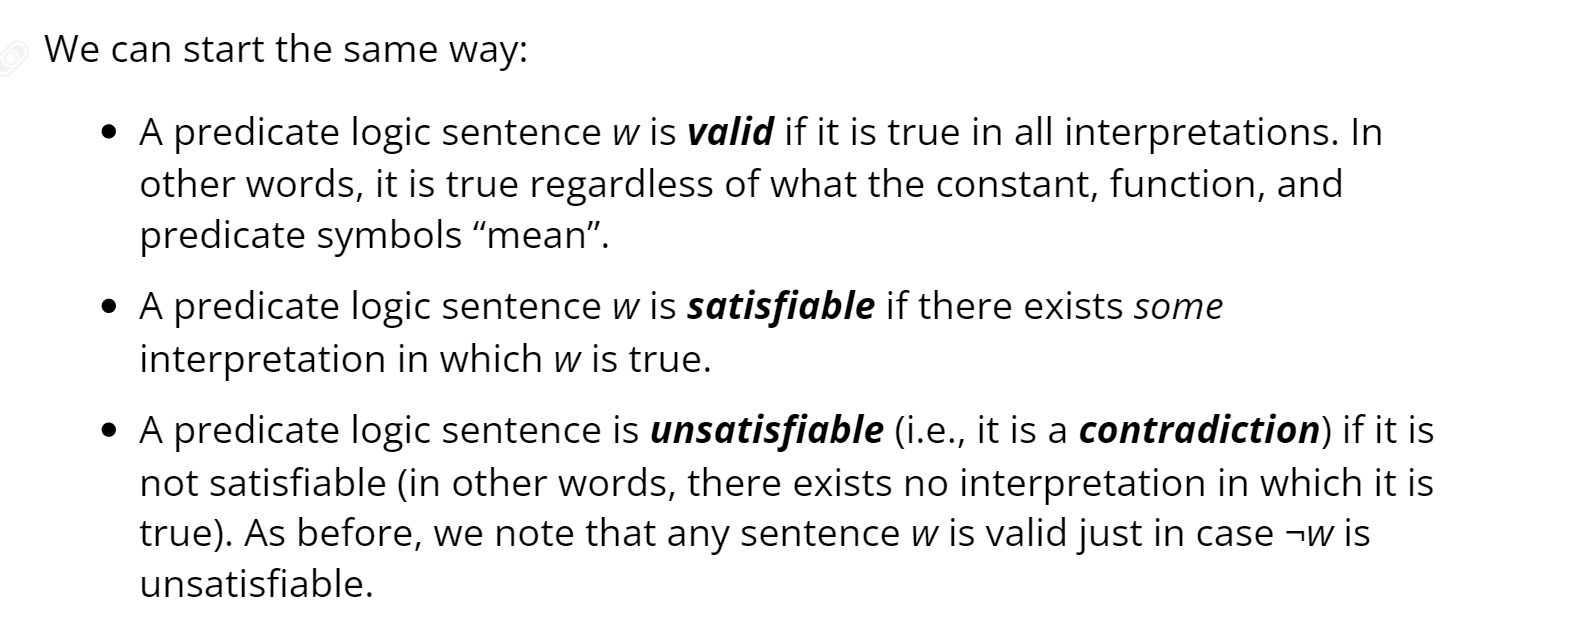 We can start the same way:
• A predicate logic sentence w is valid if it is true in all interpretations. In
other words, it is true regardless of what the constant, function, and
predicate symbols “mean”.
• A predicate logic sentence w is satisfiable if there exists some
interpretation in which w is true.
• A predicate logic sentence is unsatisfiable (i.e., it is a contradiction) if it is
not satisfiable (in other words, there exists no interpretation in which it is
true). As before, we note that any sentence w is valid just in case ¬w is
unsatisfiable.